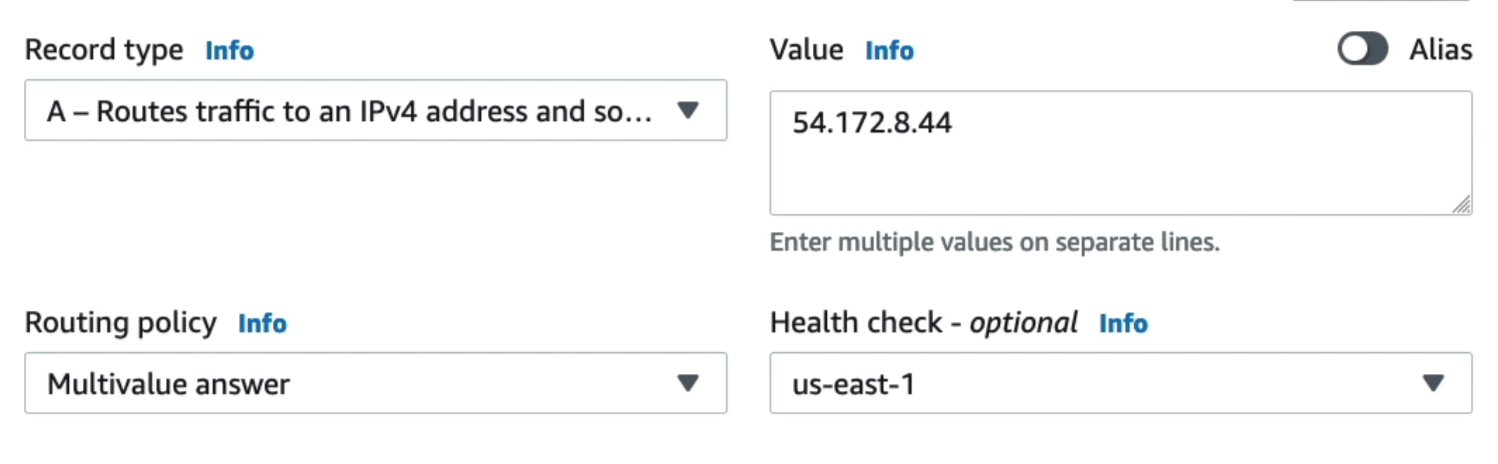 Record type Info
Value Info
Alias
A – Routes traffic to an IPv4 address and so...
54.172.8.44
Enter multiple values on separate lines.
Routing policy Info
Health check - optional Info
Multivalue answer
us-east-1